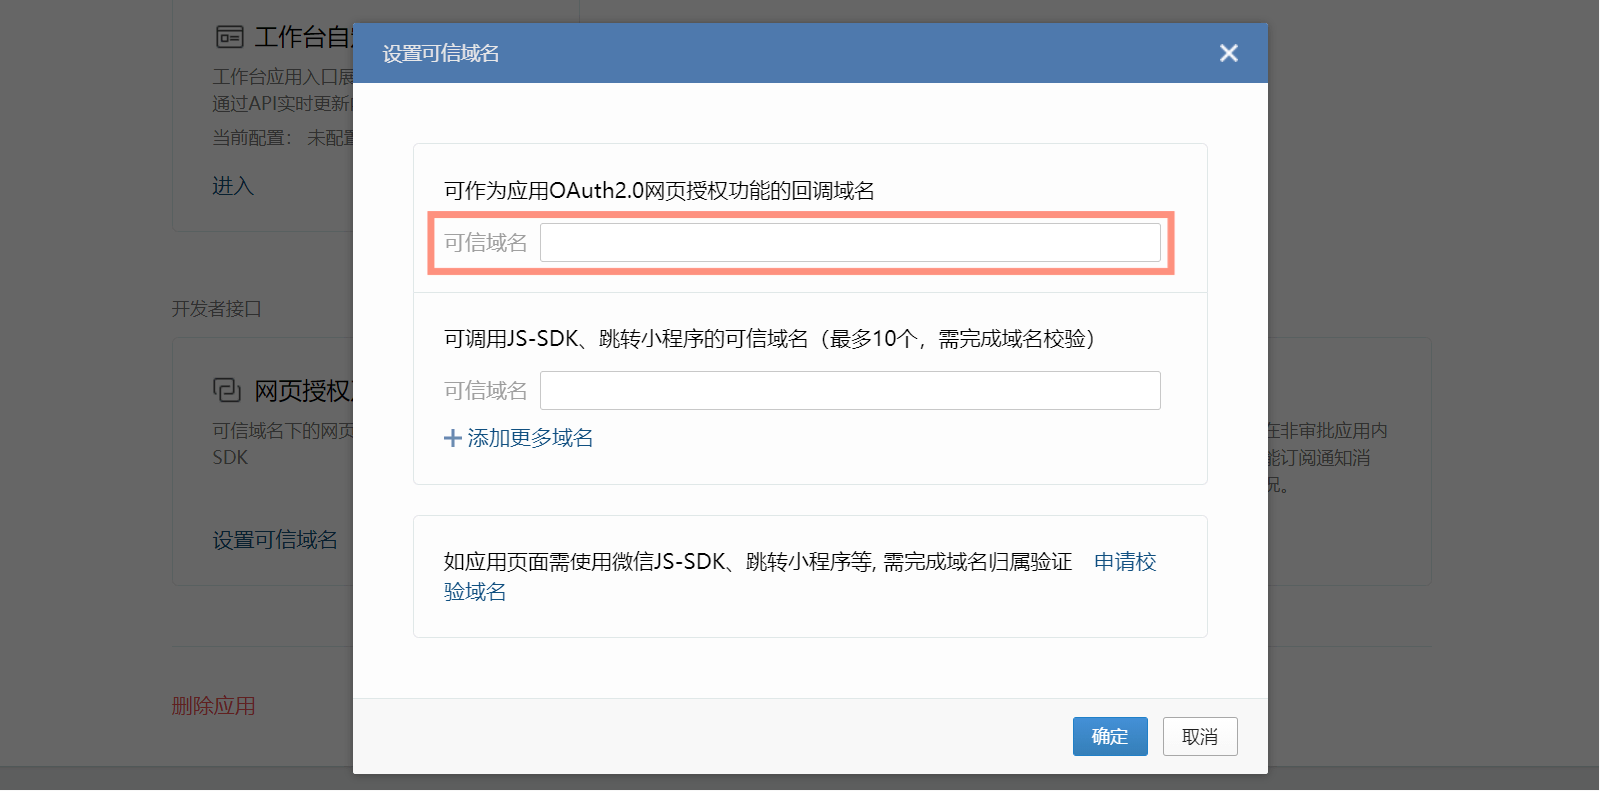 工作台自
工作台应用入口展
通过API实时更新
当前配置： 未配置
进入
开发者接口
网页授权
可信域名下的网页
SDK
设置可信域名
删除应用
设置可信域名
可作为应用OAuth2.0网页授权功能的回调域名
可信域名
可调用JS-SDK、跳转小程序的可信域名（最多10个，需完成域名校验）
可信域名
添加更多域名
如应用页面需使用微信JS-SDK、跳转小程序等, 需完成域名归属验证 申请校
验域名
确定 取消
在非审批应用内
能订阅通知消
况。